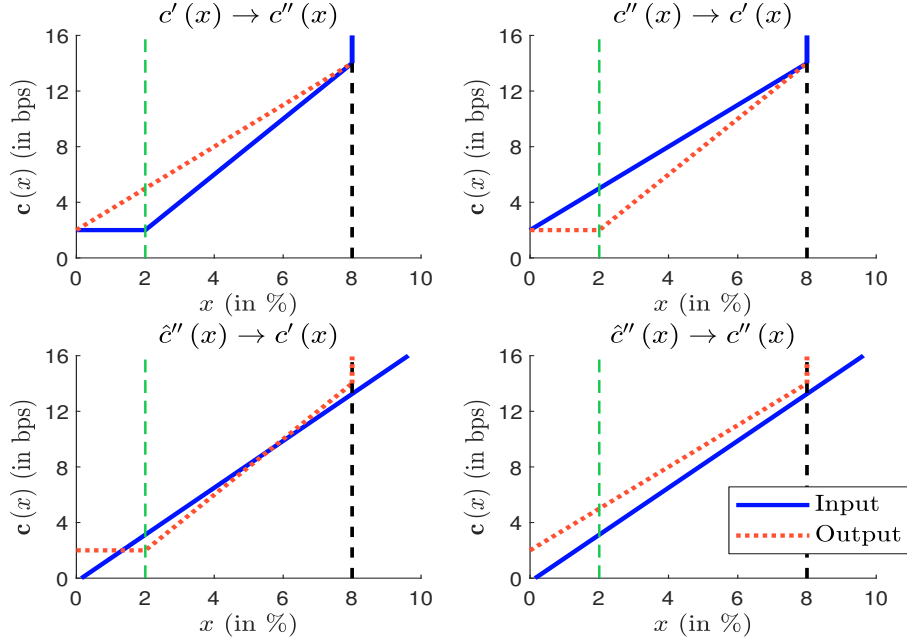 c′ (x) → c″ (x)
16
12
8
4
0
c (x) (in bps)
0 2 4 6 8 10
x (in %)
c″ (x) → c′ (x)
16
12
8
4
0
c (x) (in bps)
0 2 4 6 8 10
x (in %)
ĉ″ (x) → c′ (x)
16
12
8
4
0
c (x) (in bps)
0 2 4 6 8 10
x (in %)
ĉ″ (x) → c″ (x)
16
12
8
4
0
c (x) (in bps)
0 2 4 6 8 10
x (in %)
Input
Output